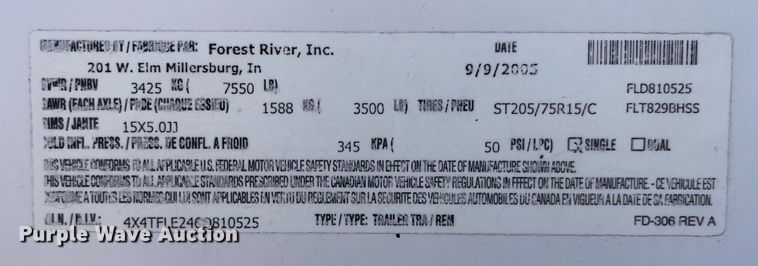 MANUFACTURED BY / FABRIQUE PAR: Forest River, Inc. DATE
201 W. Elm Millersburg, In 9/9/2005
GVWR / PNBV 3425 KG ( 7550 LB) FLD810525
GAWR (EACH AXLE) / PNBE (CHAQUE ESSIEU) 1588 KG ( 3500 LB) TIRES / PNEU ST205/75R15/C FLT829BHSS
RIMS / JANTE 15X5.0JJ
COLD INFL. PRESS. / PRESS. DE GONFL. A FROID 345 KPA ( 50 PSI / LPC) SINGLE DUAL
THIS VEHICLE CONFORMS TO ALL APPLICABLE U.S. FEDERAL MOTOR VEHICLE SAFETY STANDARDS IN EFFECT ON THE DATE OF MANUFACTURE SHOWN ABOVE.
THIS VEHICLE CONFORMS TO ALL APPLICABLE STANDARDS PRESCRIBED UNDER THE CANADIAN MOTOR VEHICLE SAFETY REGULATIONS IN EFFECT ON THE DATE OF MANUFACTURE. - CE VEHICULE EST
CONFORME A TOUTES LES NORMES QUI LUI SONT APPLICABLES EN VERTU DU REGLEMENT SUR LA SECURITE DES VEHICULES AUTOMOBILES DU CANADA EN VIGUEUR A LA DATE DE SA FABRICATION.
V.I.N. / N.I.V.: TYPE / TYPE: TRAILER TRA / REM FD-306 REV A
Purple Wave Auction